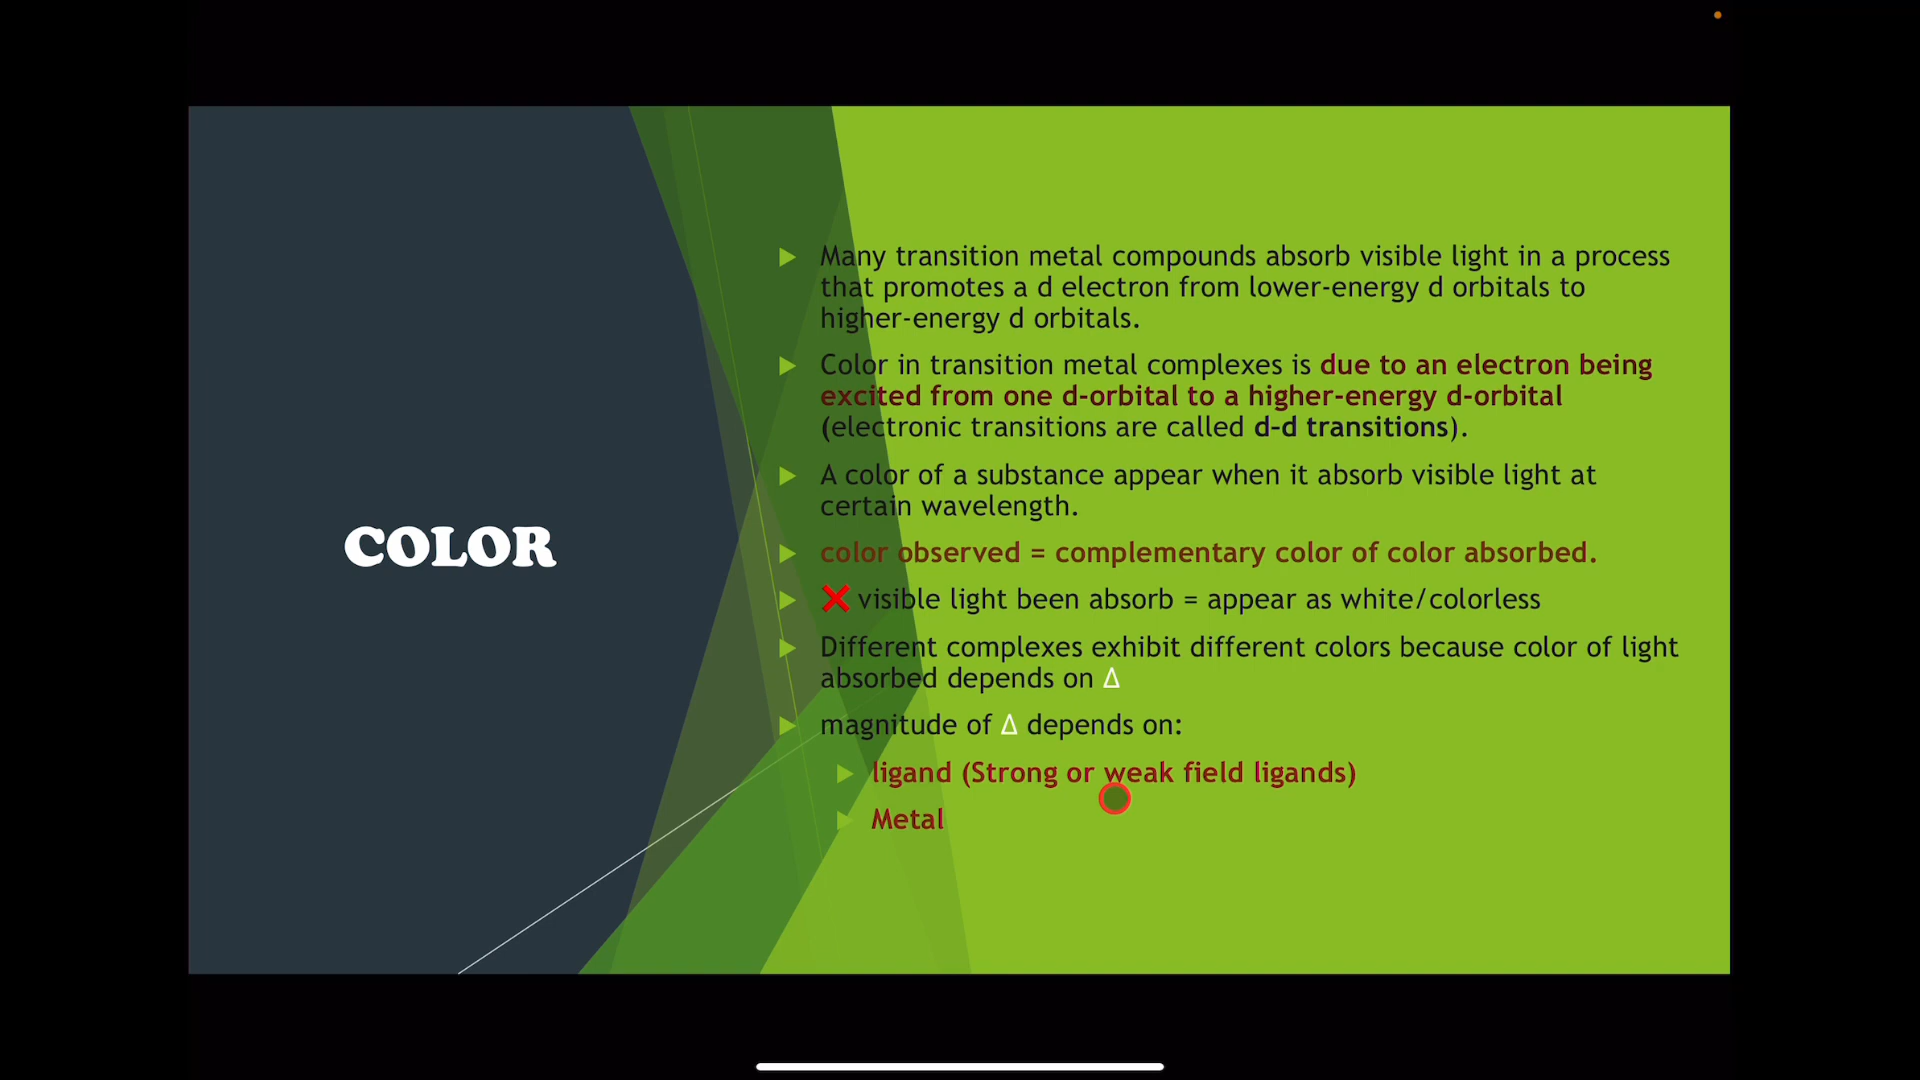 COLOR
Many transition metal compounds absorb visible light in a process
that promotes a d electron from lower-energy d orbitals to
higher-energy d orbitals.
Color in transition metal complexes is due to an electron being
excited from one d-orbital to a higher-energy d-orbital
(electronic transitions are called d–d transitions).
A color of a substance appear when it absorb visible light at
certain wavelength.
color observed = complementary color of color absorbed.
❌ visible light been absorb = appear as white/colorless
Different complexes exhibit different colors because color of light
absorbed depends on Δ
magnitude of Δ depends on:
ligand (Strong or weak field ligands)
Metal